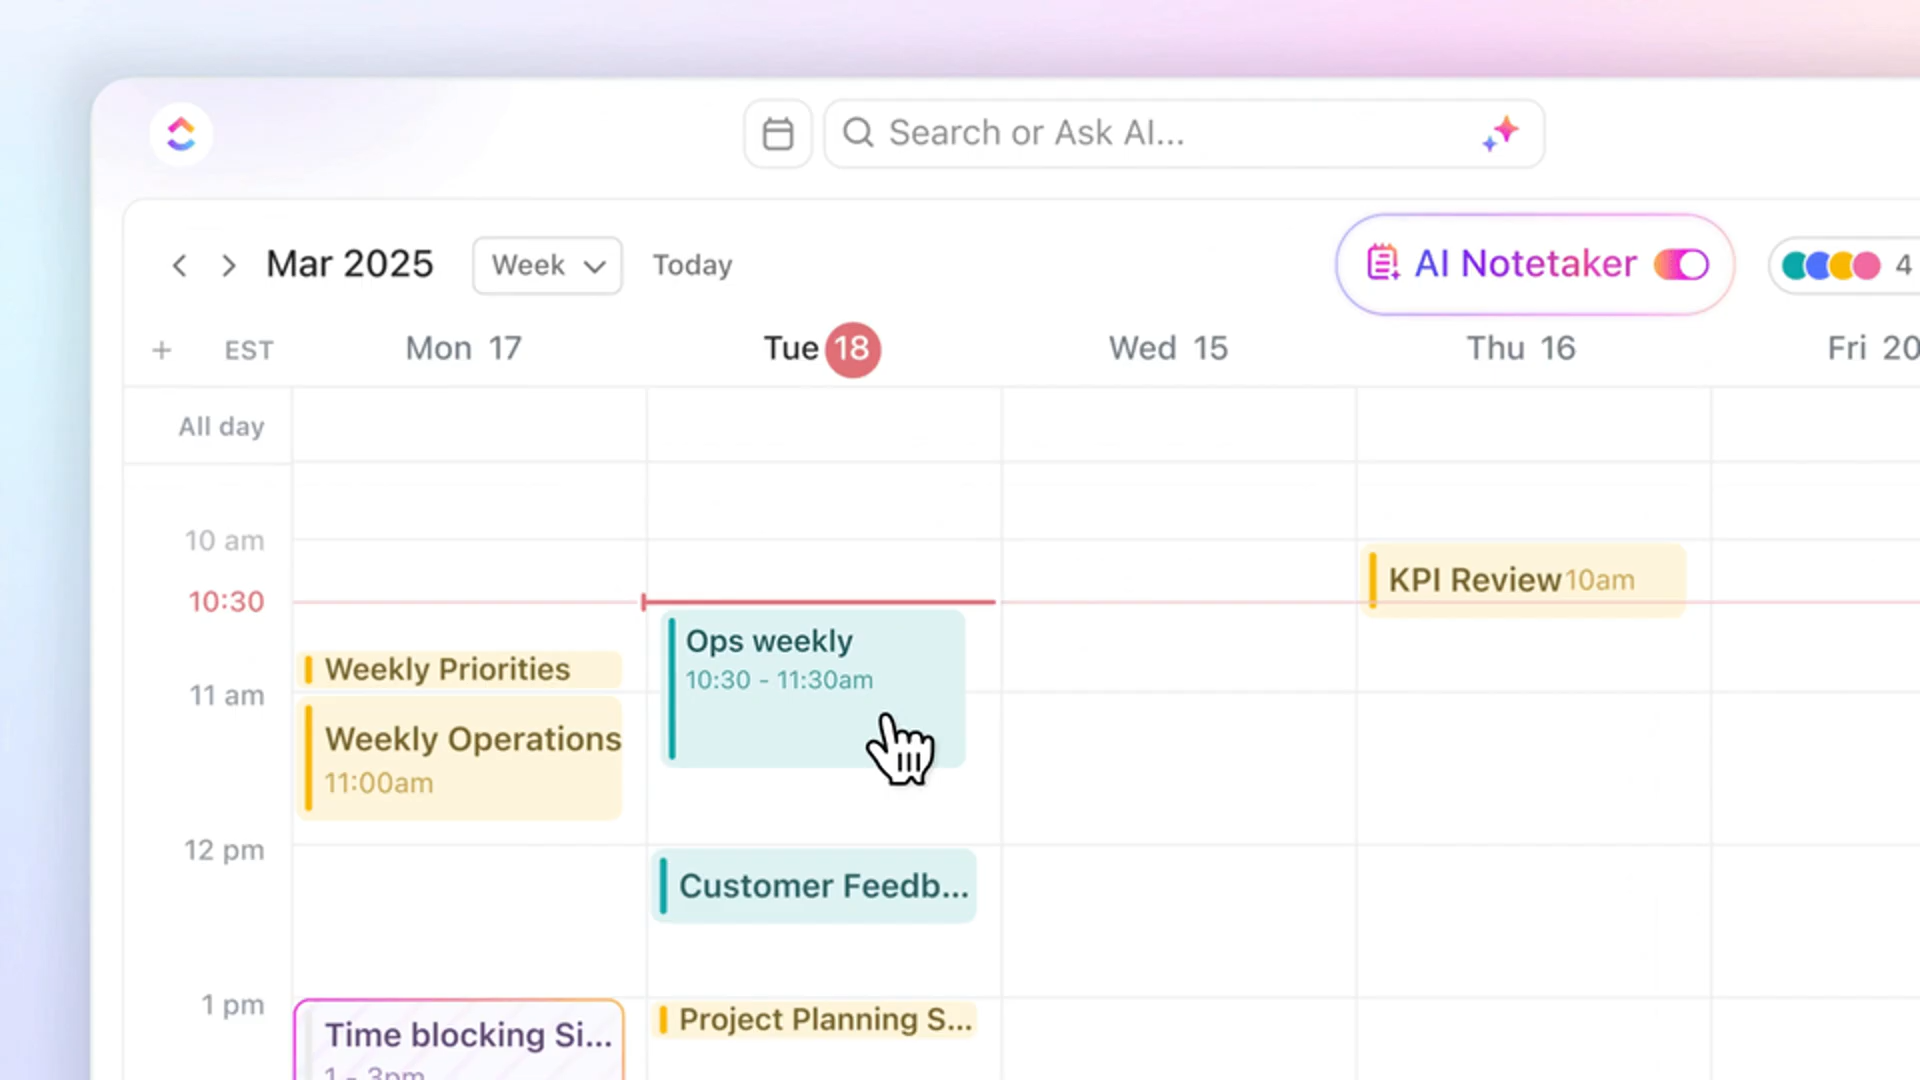 Search or Ask AI...
Mar 2025 Week Today AI Notetaker 4
+ EST Mon 17 Tue 18 Wed 15 Thu 16 Fri 20
All day
10 am
KPI Review 10am
10:30
Ops weekly
10:30 - 11:30am
Weekly Priorities
11 am
Weekly Operations
11:00am
12 pm
Customer Feedb...
1 pm
Project Planning S...
Time blocking Si...
1 - 3pm